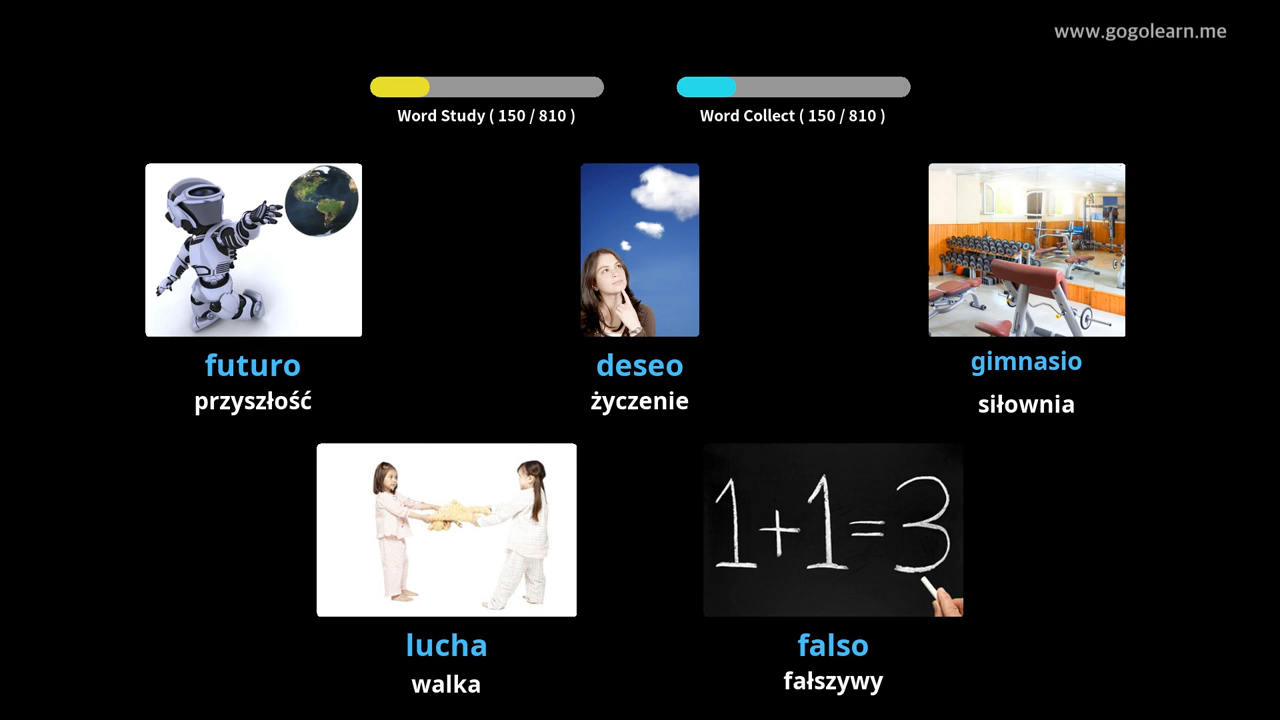 www.gogolearn.me
Word Study ( 150 / 810 )
Word Collect ( 150 / 810 )
futuro
przyszłość
deseo
życzenie
gimnasio
siłownia
1+1=3
lucha
walka
falso
fałszywy